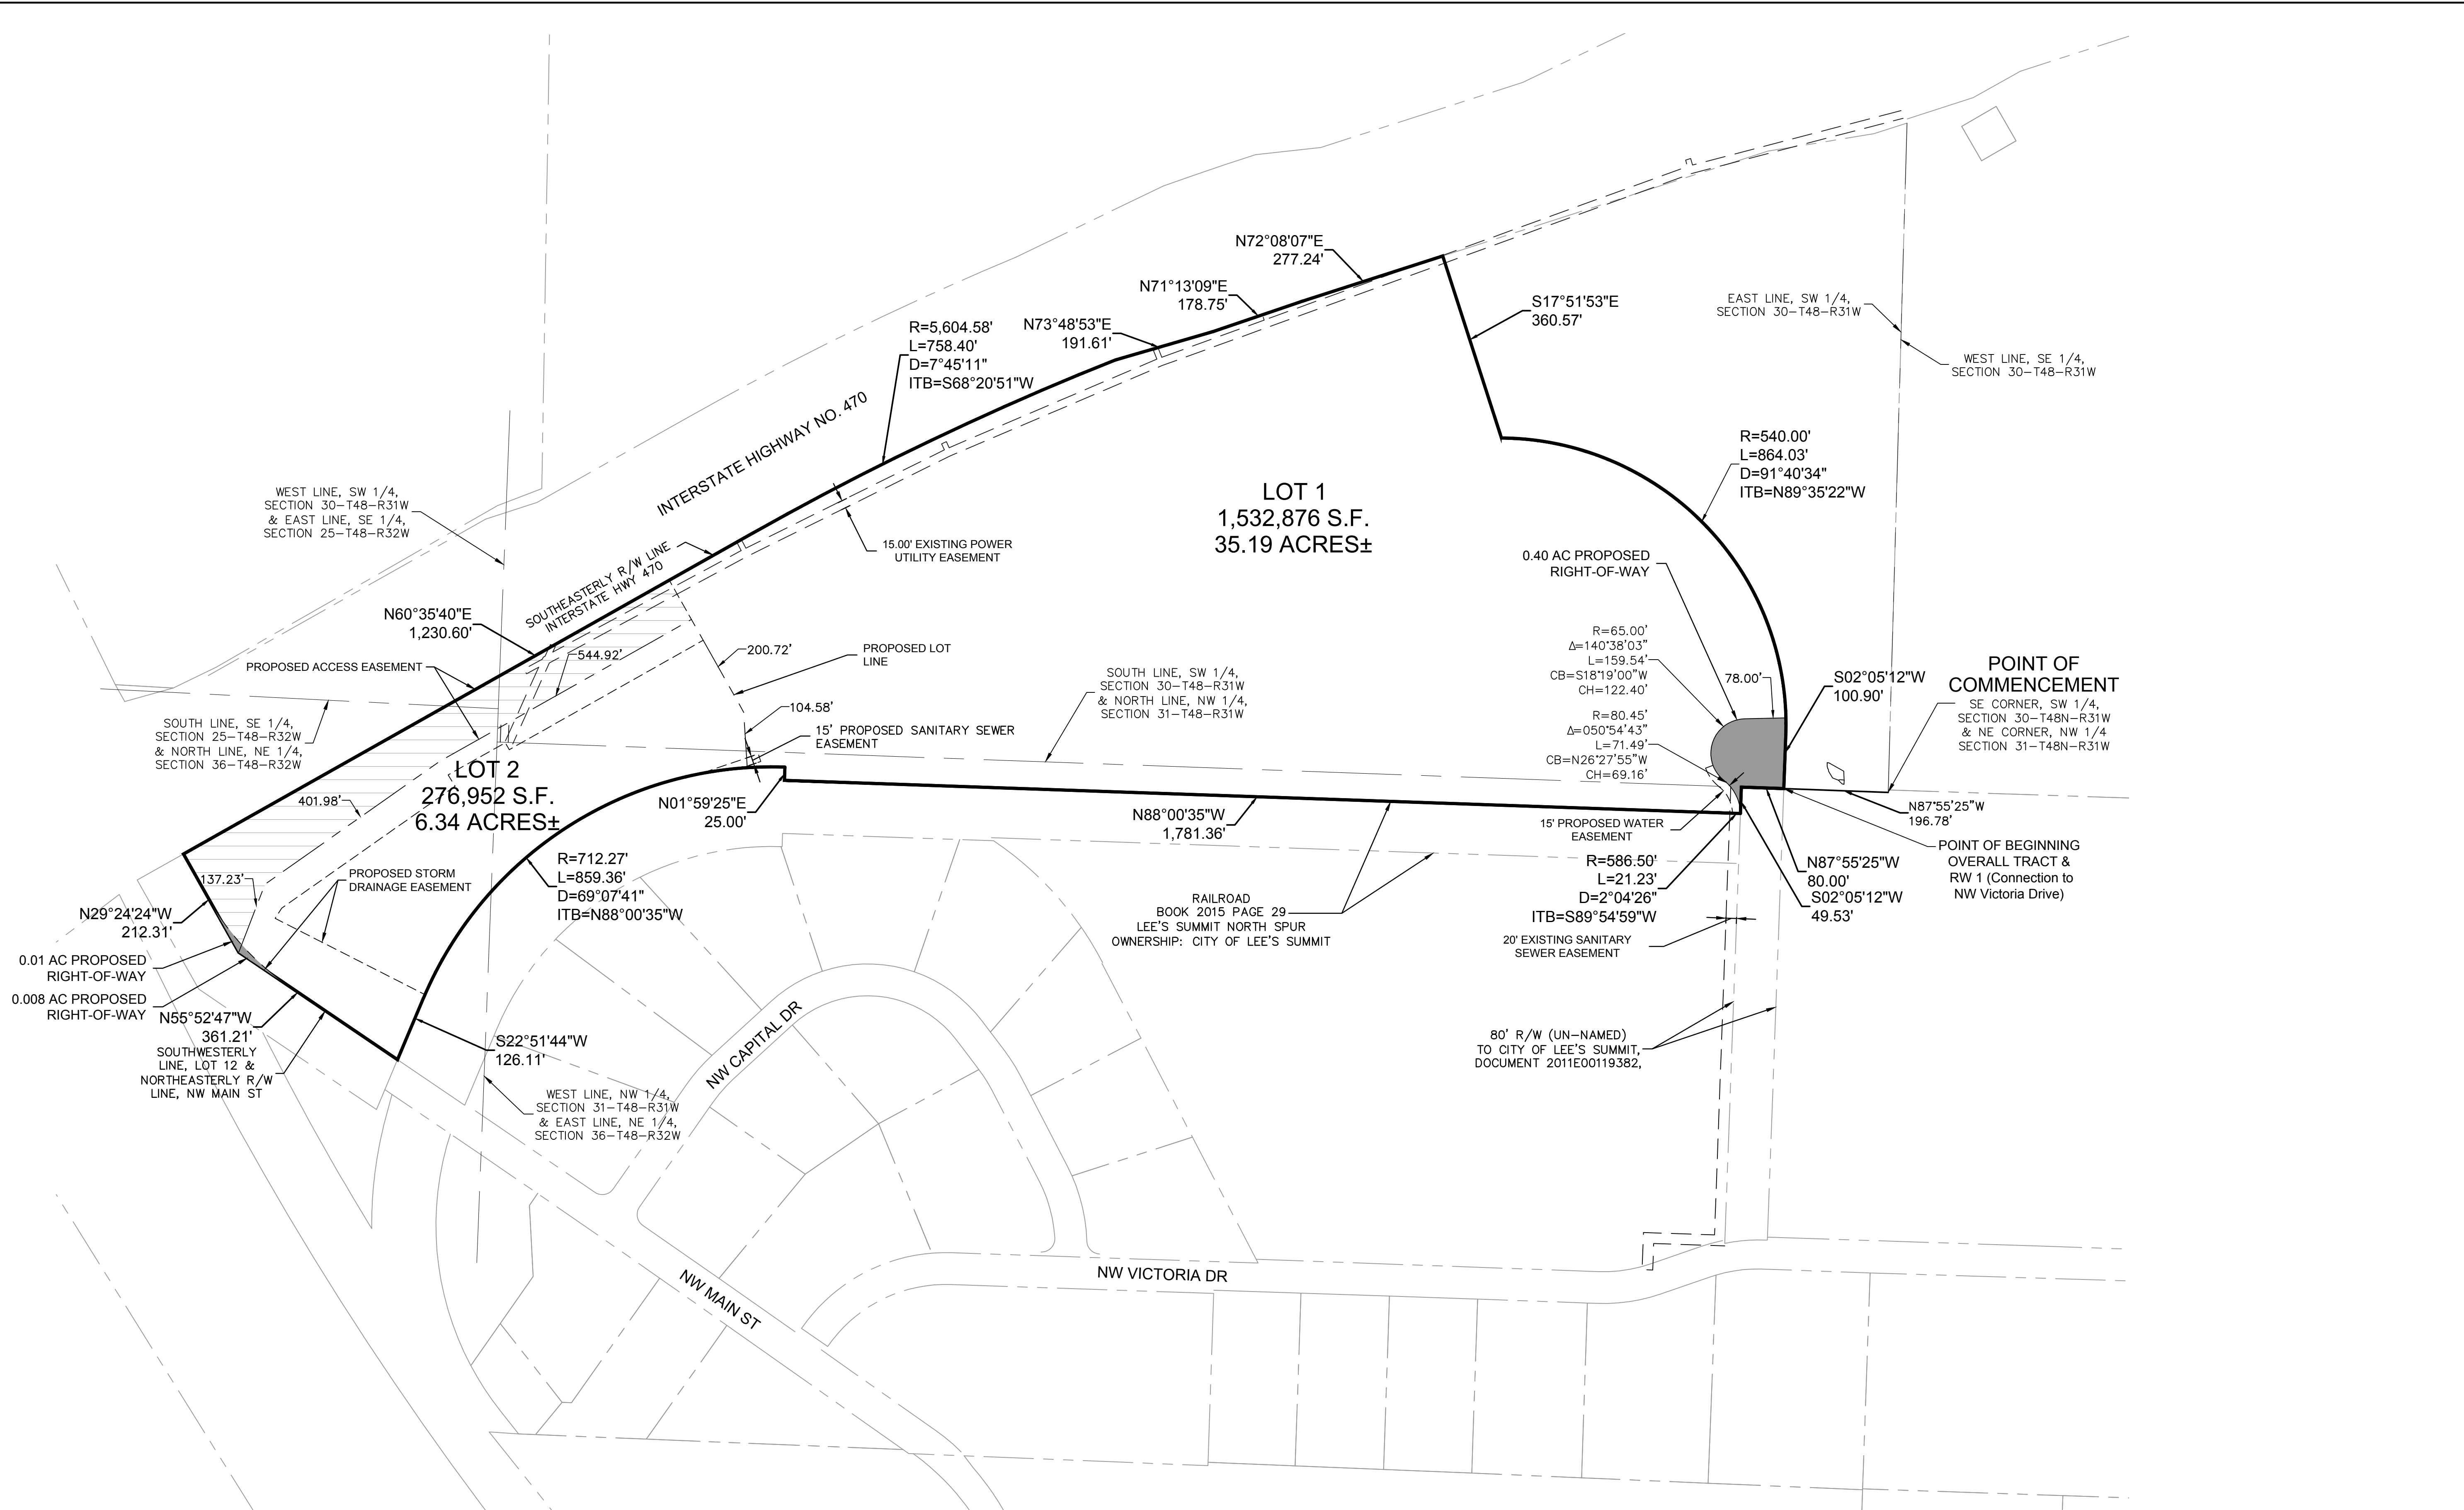 N72°08'07"E
277.24'
N71°13'09"E
178.75'
N73°48'53"E
191.61'
R=5,604.58'
L=758.40'
D=7°45'11"
ITB=S68°20'51"W
S17°51'53"E
360.57'
EAST LINE, SW 1/4,
SECTION 30-T48-R31W
WEST LINE, SE 1/4,
SECTION 30-T48-R31W
INTERSTATE HIGHWAY NO. 470
R=540.00'
L=864.03'
D=91°40'34"
ITB=N89°35'22"W
WEST LINE, SW 1/4,
SECTION 30-T48-R31W
& EAST LINE, SE 1/4,
SECTION 25-T48-R32W
LOT 1
1,532,876 S.F.
35.19 ACRES±
15.00' EXISTING POWER
UTILITY EASEMENT
0.40 AC PROPOSED
RIGHT-OF-WAY
SOUTHEASTERLY R/W LINE
INTERSTATE HWY 470
N60°35'40"E
1,230.60'
PROPOSED ACCESS EASEMENT
544.92'
200.72'
PROPOSED LOT
LINE
104.58'
15' PROPOSED SANITARY SEWER
EASEMENT
SOUTH LINE, SW 1/4,
SECTION 30-T48-R31W
& NORTH LINE, NW 1/4,
SECTION 31-T48-R31W
R=65.00'
Δ=140°38'03"
L=159.54'
CB=S18°19'00"W
CH=122.40'
78.00'
R=80.45'
Δ=050°54'43"
L=71.49'
CB=N26°27'55"W
CH=69.16'
S02°05'12"W
100.90'
POINT OF
COMMENCEMENT
SE CORNER, SW 1/4,
SECTION 30-T48N-R31W
& NE CORNER, NW 1/4
SECTION 31-T48N-R31W
SOUTH LINE, SE 1/4,
SECTION 25-T48-R32W
& NORTH LINE, NE 1/4,
SECTION 36-T48-R32W
LOT 2
276,952 S.F.
6.34 ACRES±
401.98'
N01°59'25"E
25.00'
N88°00'35"W
1,781.36'
15' PROPOSED WATER
EASEMENT
N87°55'25"W
196.78'
POINT OF BEGINNING
OVERALL TRACT &
RW 1 (Connection to
NW Victoria Drive)
N87°55'25"W
80.00'
S02°05'12"W
49.53'
R=586.50'
L=21.23'
D=2°04'26"
ITB=S89°54'59"W
R=712.27'
L=859.36'
D=69°07'41"
ITB=N88°00'35"W
137.23'
PROPOSED STORM
DRAINAGE EASEMENT
N29°24'24"W
212.31'
RAILROAD
BOOK 2015 PAGE 29
LEE'S SUMMIT NORTH SPUR
OWNERSHIP: CITY OF LEE'S SUMMIT
20' EXISTING SANITARY
SEWER EASEMENT
0.01 AC PROPOSED
RIGHT-OF-WAY
0.008 AC PROPOSED
RIGHT-OF-WAY
N55°52'47"W
361.21'
SOUTHWESTERLY
LINE, LOT 12 &
NORTHEASTERLY R/W
LINE, NW MAIN ST
S22°51'44"W
126.11'
NW CAPITAL DR
80' R/W (UN-NAMED)
TO CITY OF LEE'S SUMMIT,
DOCUMENT 2011E00119382,
WEST LINE, NW 1/4,
SECTION 31-T48-R31W
& EAST LINE, NE 1/4,
SECTION 36-T48-R32W
NW VICTORIA DR
NW MAIN ST